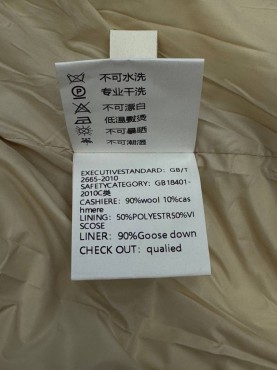 不可水洗
专业干洗
不可漂白
低溫熨烫
不可暴晒
不可潮湿
EXECUTIVESTANDARD: GB/T
2665-2010
SAFETYCATEGORY: GB18401-
2010C类
CASHIERE: 90%wool 10%cas
hmere
LINING: 50%POLYESTR50%VI
SCOSE
LINER: 90%Goose down
CHECK OUT: qualied